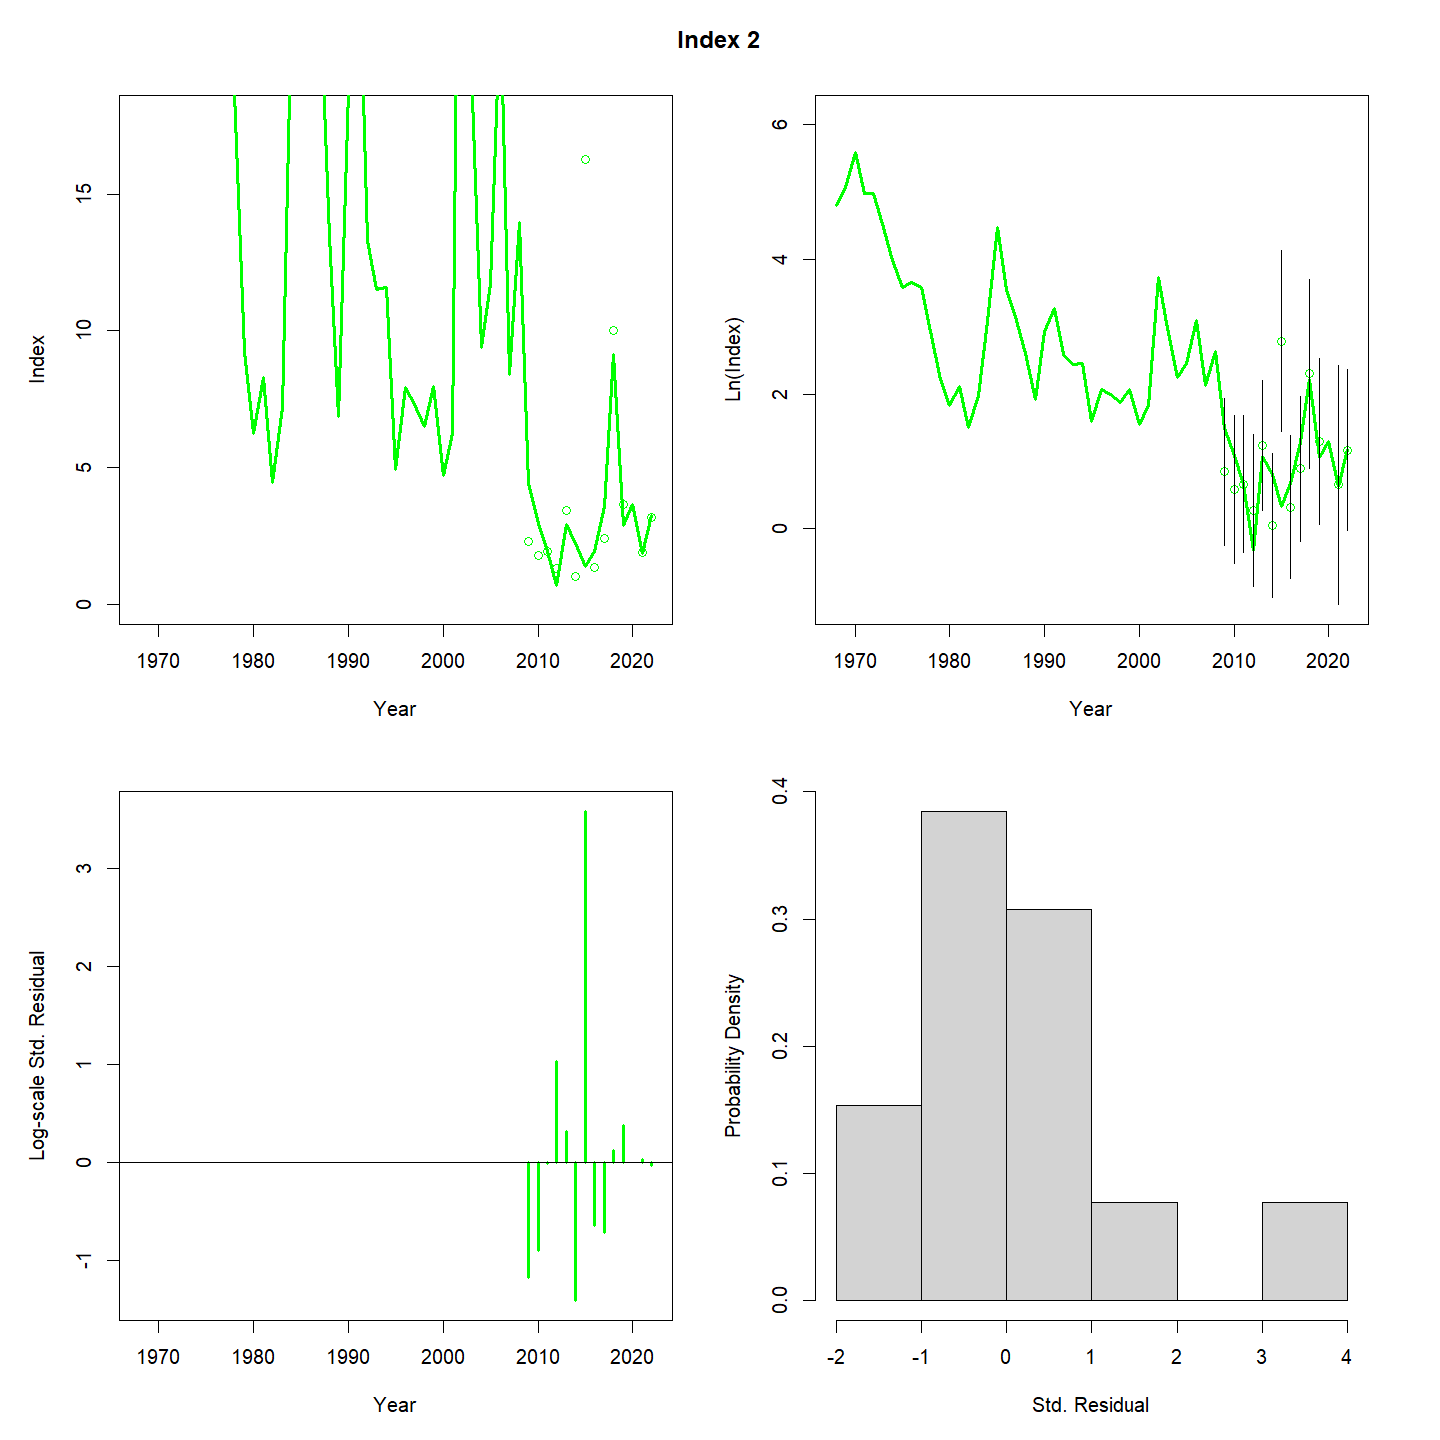 Index 2
Index
15
10
5
0
1970 1980 1990 2000 2010 2020
Year
Ln(Index)
6
4
2
0
1970 1980 1990 2000 2010 2020
Year
Log-scale Std. Residual
3
2
1
0
-1
1970 1980 1990 2000 2010 2020
Year
Probability Density
0.4
0.3
0.2
0.1
0.0
-2 -1 0 1 2 3 4
Std. Residual